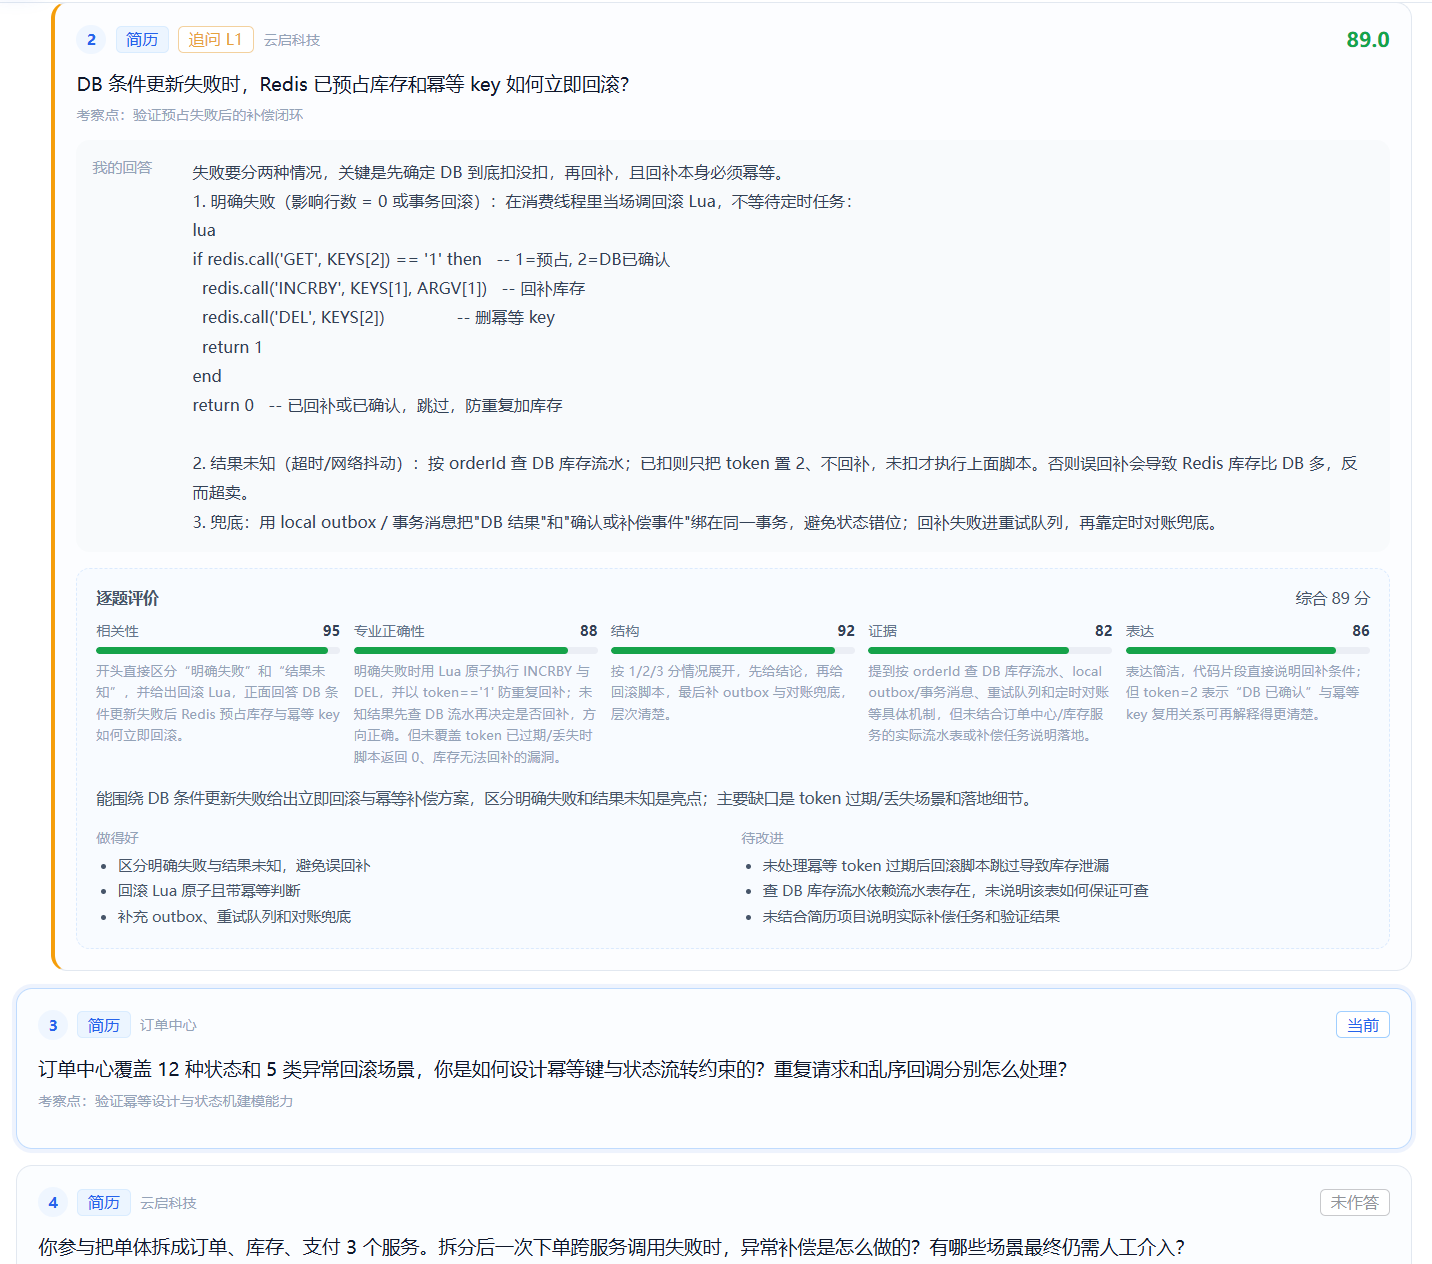 2 简历 追问 L1 云启科技 89.0
DB 条件更新失败时，Redis 已预占库存和幂等 key 如何立即回滚？
考察点：验证预占失败后的补偿闭环
我的回答
失败要分两种情况，关键是先确定 DB 到底扣没扣，再回补，且回补本身必须幂等。
1. 明确失败（影响行数 = 0 或事务回滚）：在消费线程里当场调回滚 Lua，不等待定时任务：
lua
if redis.call('GET', KEYS[2]) == '1' then -- 1=预占, 2=DB已确认
redis.call('INCRBY', KEYS[1], ARGV[1]) -- 回补库存
redis.call('DEL', KEYS[2]) -- 删幂等 key
return 1
end
return 0 -- 已回补或已确认，跳过，防重复加库存
2. 结果未知（超时/网络抖动）：按 orderId 查 DB 库存流水；已扣则只把 token 置 2、不回补，未扣才执行上面脚本。否则误回补会导致 Redis 库存比 DB 多，反
而超卖。
3. 兜底：用 local outbox / 事务消息把"DB 结果"和"确认或补偿事件"绑在同一事务，避免状态错位；回补失败进重试队列，再靠定时对账兜底。
逐题评价 综合 89 分
相关性 95
开头直接区分“明确失败”和“结果未
知”，并给出回滚 Lua，正面回答 DB 条
件更新失败后 Redis 预占库存与幂等 key
如何立即回滚。
专业正确性 88
明确失败时用 Lua 原子执行 INCRBY 与
DEL，并以 token=='1' 防重复回补；未
知结果先查 DB 流水再决定是否回补，方
向正确。但未覆盖 token 已过期/丢失时
脚本返回 0、库存无法回补的漏洞。
结构 92
按 1/2/3 分情况展开，先给结论，再给
回滚脚本，最后补 outbox 与对账兜底，
层次清楚。
证据 82
提到按 orderId 查 DB 库存流水、local
outbox/事务消息、重试队列和定时对账
等具体机制，但未结合订单中心/库存服
务的实际流水表或补偿任务说明落地。
表达 86
表达简洁，代码片段直接说明回补条件；
但 token=2 表示“DB 已确认”与幂等
key 复用关系可再解释得更清楚。
能围绕 DB 条件更新失败给出立即回滚与幂等补偿方案，区分明确失败和结果未知是亮点；主要缺口是 token 过期/丢失场景和落地细节。
做得好
• 区分明确失败与结果未知，避免误回补
• 回滚 Lua 原子且带幂等判断
• 补充 outbox、重试队列和对账兜底
待改进
• 未处理幂等 token 过期后回滚脚本跳过导致库存泄漏
• 查 DB 库存流水依赖流水表存在，未说明该表如何保证可查
• 未结合简历项目说明实际补偿任务和验证结果
3 简历 订单中心 当前
订单中心覆盖 12 种状态和 5 类异常回滚场景，你是如何设计幂等键与状态流转约束的？重复请求和乱序回调分别怎么处理？
考察点：验证幂等设计与状态机建模能力
4 简历 云启科技 未作答
你参与把单体拆成订单、库存、支付 3 个服务。拆分后一次下单跨服务调用失败时，异常补偿是怎么做的？有哪些场景最终仍需人工介入？